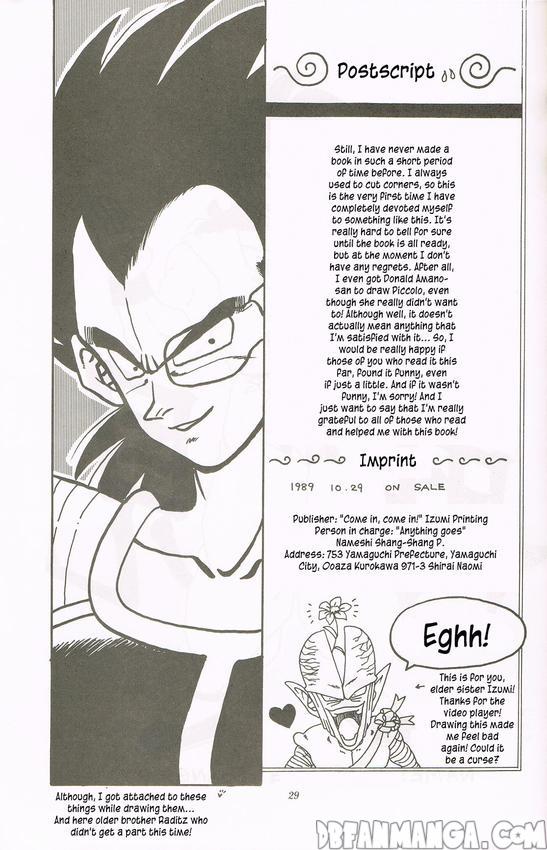 Postscript
Still, I have never made a
book in such a short period
of time before. I always
used to cut corners, so this
is the very first time I have
completely devoted myself
to something like this. It's
really hard to tell for sure
until the book is all ready,
but at the moment I don't
have any regrets. After all,
I even got Donald Amano-
san to draw Piccolo, even
though she really didn't want
to! Although well, it doesn't
actually mean anything that
I'm satisfied with it... So, I
would be really happy if
those of you who read it this
far, found it funny, even
if just a little. And if it wasn't
funny, I'm sorry! And I
just want to say that I'm really
grateful to all of those who read
and helped me with this book!
Imprint
1989 10.29 ON SALE
Publisher: "Come in, come in!" Izumi Printing
Person in charge: "Anything goes"
Nameshi Shang-Shang P.
Address: 753 Yamaguchi Prefecture, Yamaguchi
City, Ooaza Kurokawa 971-3 Shirai Naomi
Eghh!
This is for you,
elder sister Izumi!
Thanks for the
video player!
Drawing this made
me feel bad
again! Could it
be a curse?
Although, I got attached to these
things while drawing them...
And here older brother Raditz who
didn't get a part this time!
29
DBFANMANGA.COM